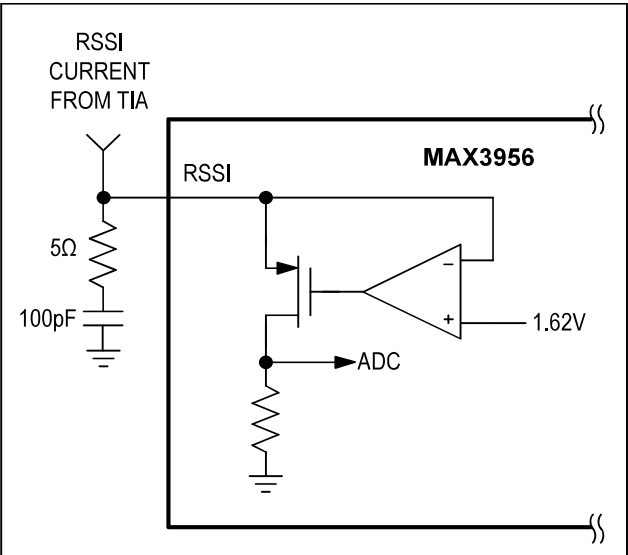 RSSI
CURRENT
FROM TIA
MAX3956
RSSI
5Ω
100pF
−
+
1.62V
ADC